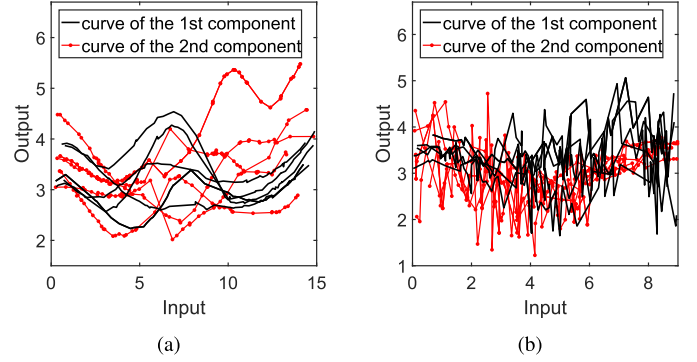 curve of the 1st component
curve of the 2nd component
6
5
4
3
2
Output
0
5
10
15
Input
(a)
curve of the 1st component
curve of the 2nd component
6
5
4
3
2
1
Output
0
2
4
6
8
Input
(b)